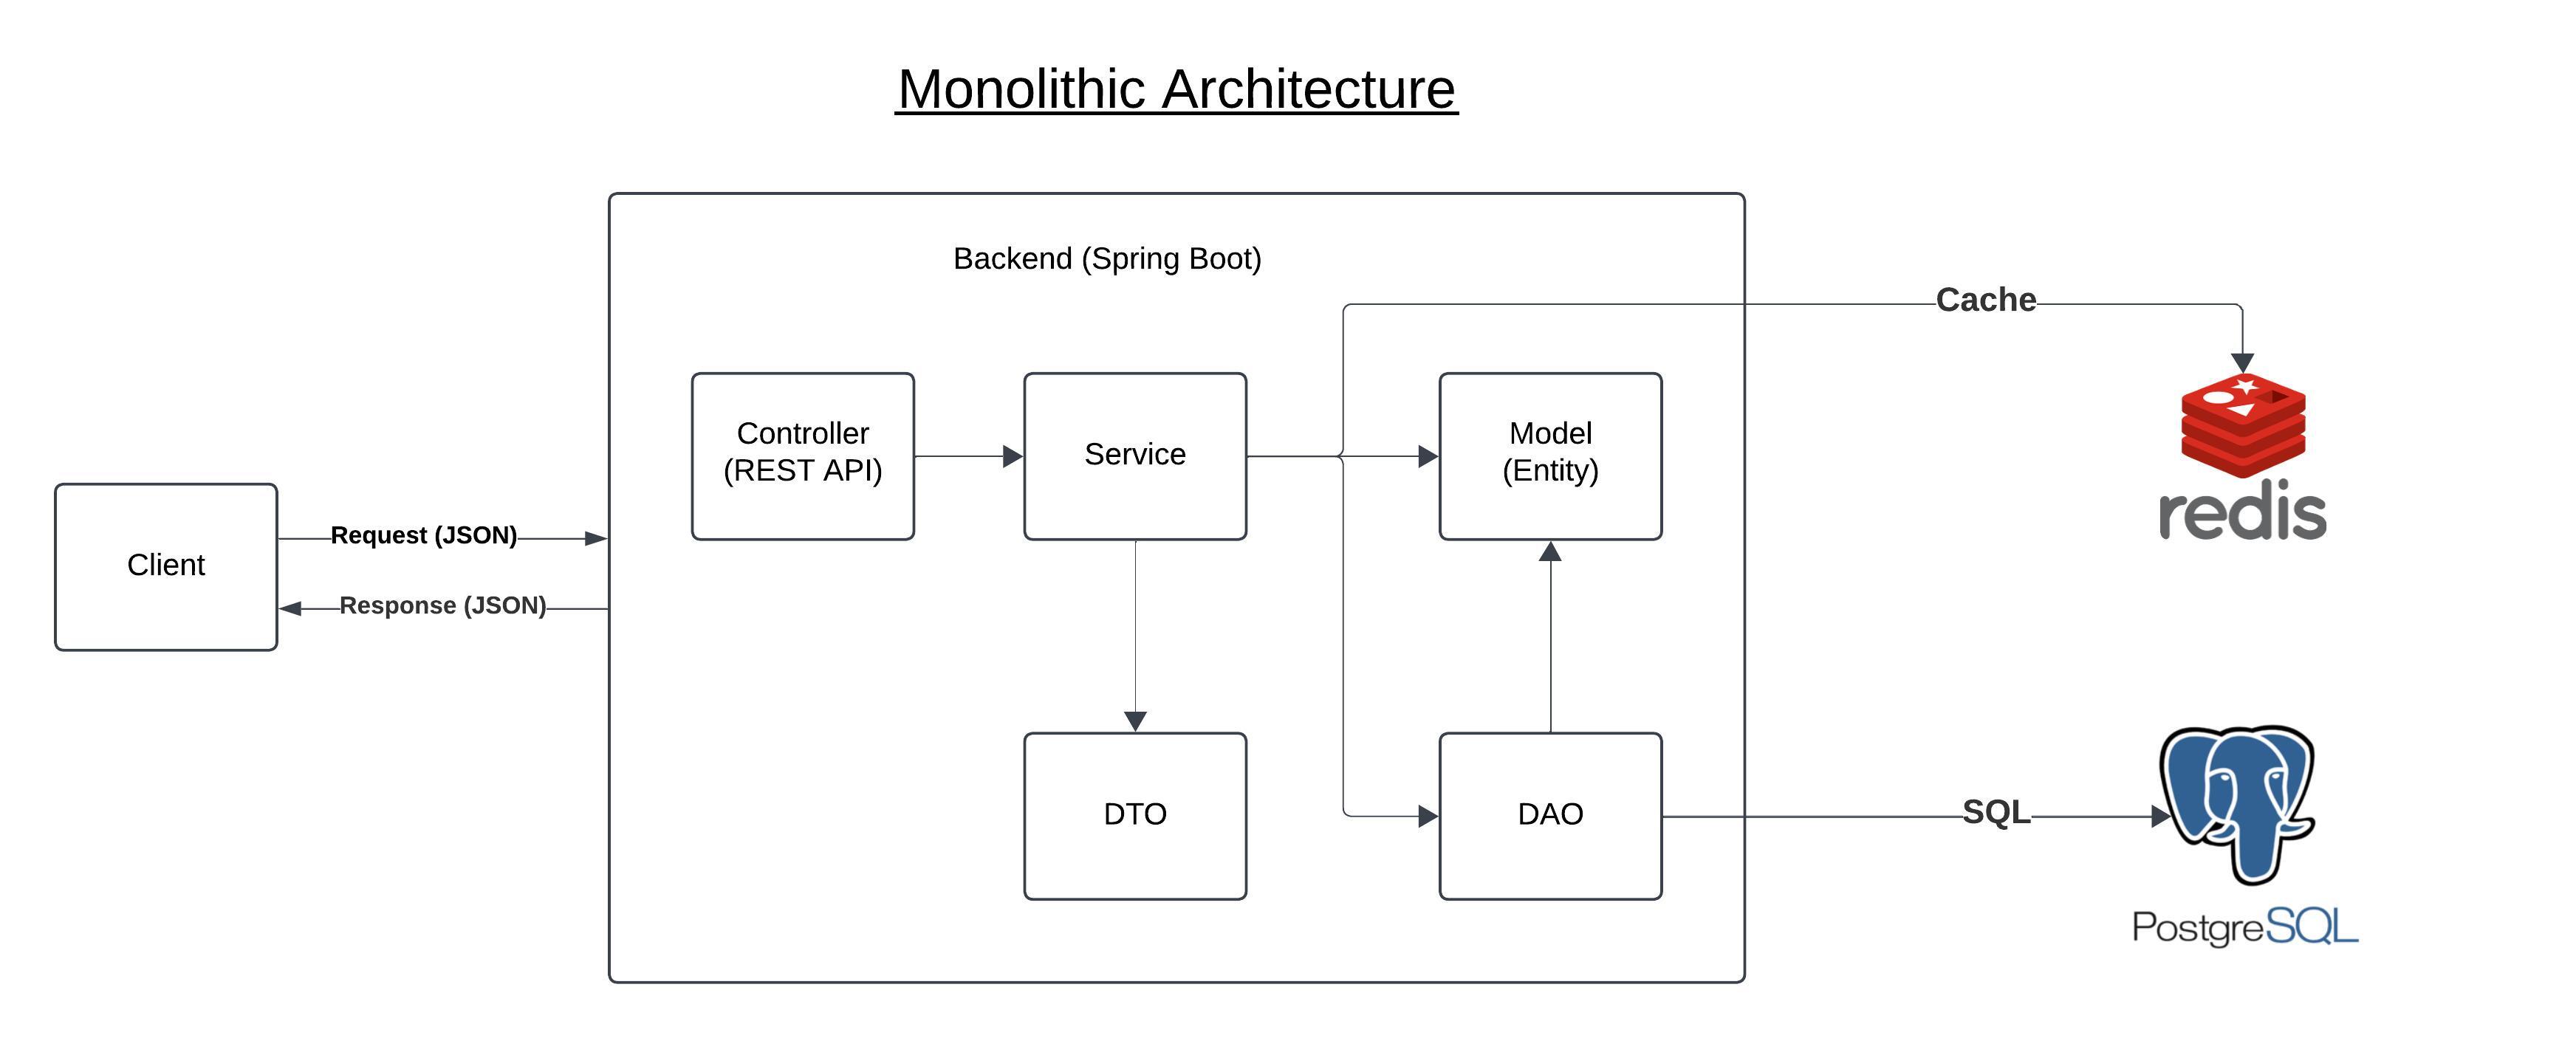 Monolithic Architecture
Backend (Spring Boot)
Cache
Controller
(REST API)
Service
Model
(Entity)
redis
Client
Request (JSON)
Response (JSON)
DTO
DAO
SQL
PostgreSQL